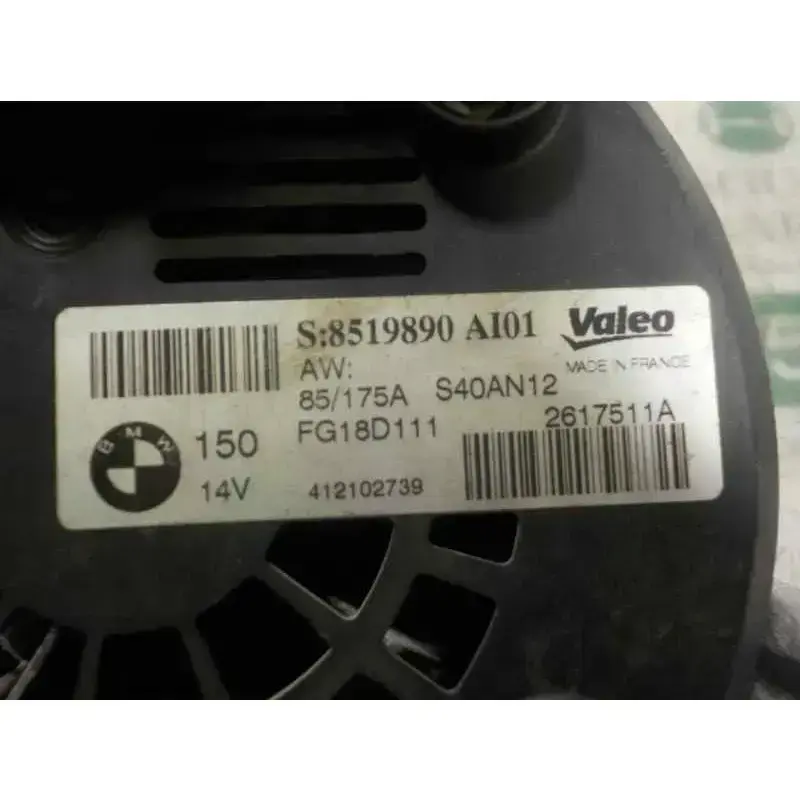 S:8519890 AI01
Valeo
MADE IN FRANCE
AW:
85/175A S40AN12
FG18D111 2617511A
BMW
150
14V
412102739